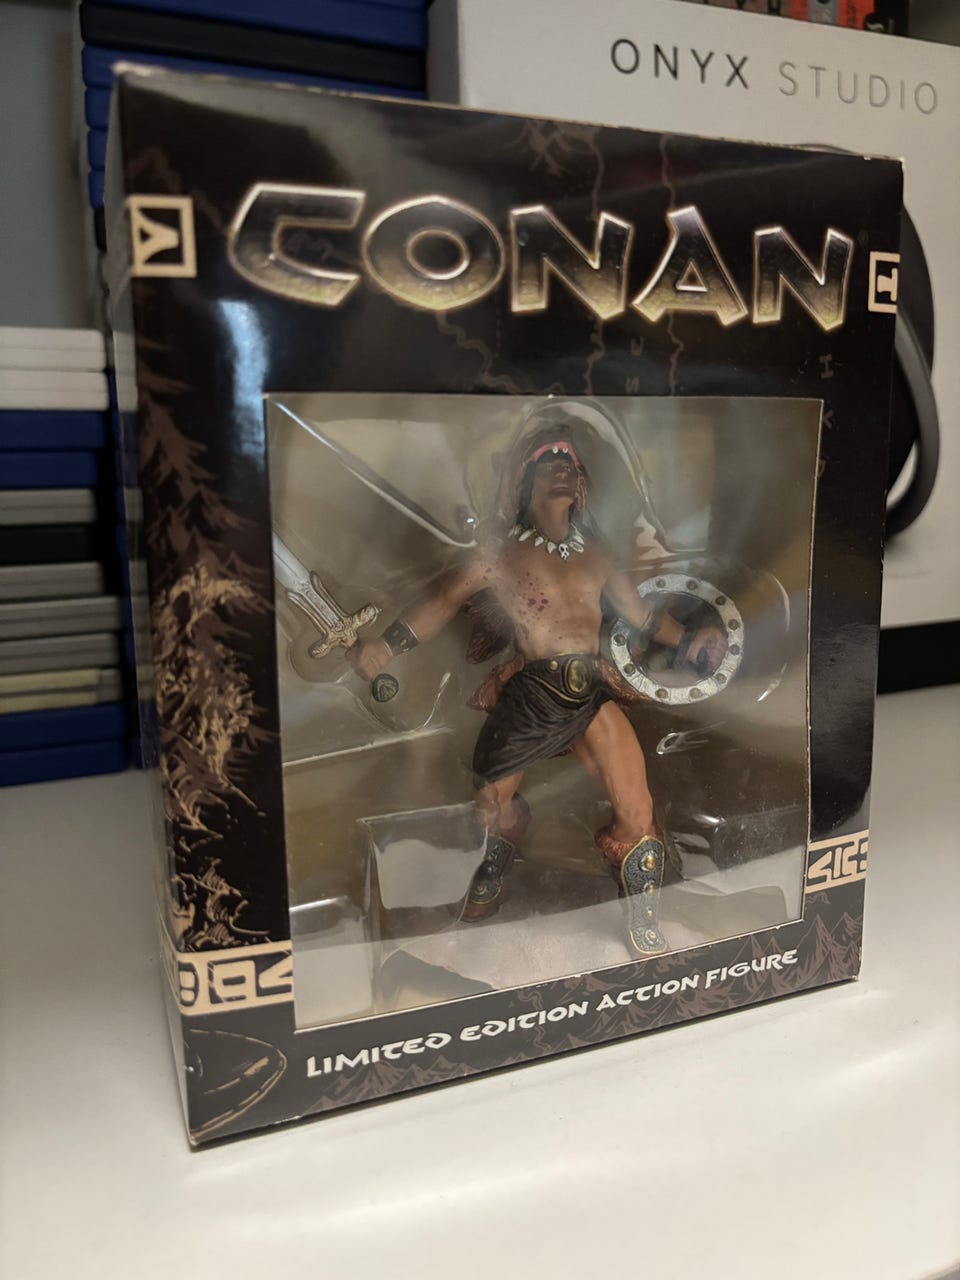 ONYX STUDIO
CONAN
LIMITED EDITION ACTION FIGURE